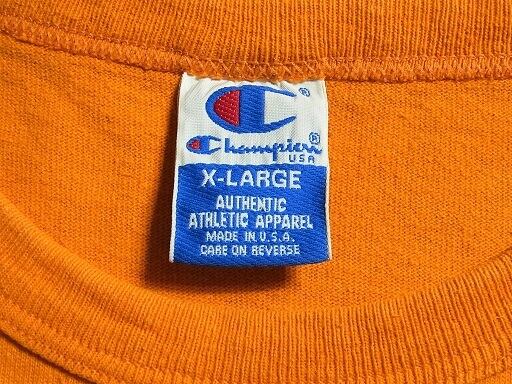 ®
Champion®
USA
X-LARGE
AUTHENTIC
ATHLETIC APPAREL
MADE IN U.S.A.
CARE ON REVERSE